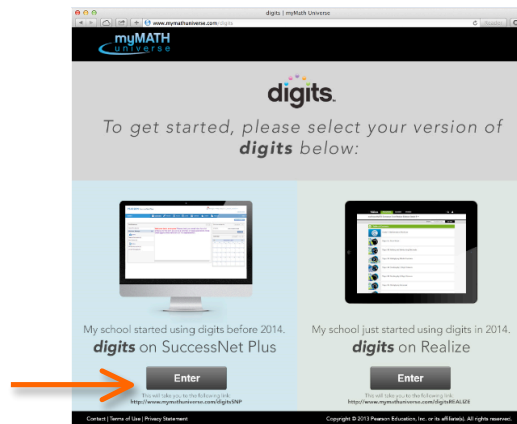 digits | myMath Universe
www.mymathuniverse.com/digits
Reader
myMATH
universe
digits.
To get started, please select your version of
digits below:
My school started using digits before 2014.
digits on SuccessNet Plus
Enter
This will take you to the following link
http://www.mymathuniverse.com/digitsSNP
My school just started using digits in 2014.
digits on Realize
Enter
This will take you to the following link
http://www.mymathuniverse.com/digitsREALIZE
Contact | Terms of Use | Privacy Statement
Copyright © 2013 Pearson Education, Inc. or its affiliate(s). All rights reserved.